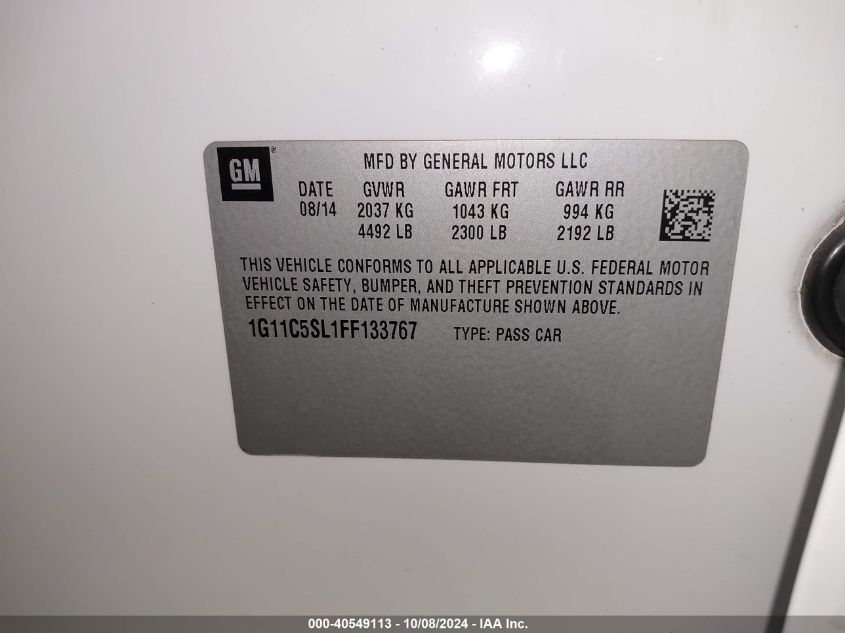 GM®
MFD BY GENERAL MOTORS LLC
DATE GVWR GAWR FRT GAWR RR
08/14 2037 KG 1043 KG 994 KG
4492 LB 2300 LB 2192 LB
THIS VEHICLE CONFORMS TO ALL APPLICABLE U.S. FEDERAL MOTOR
VEHICLE SAFETY, BUMPER, AND THEFT PREVENTION STANDARDS IN
EFFECT ON THE DATE OF MANUFACTURE SHOWN ABOVE.
1G11C5SL1FF133767 TYPE: PASS CAR
000-40549113 - 10/08/2024 - IAA Inc.